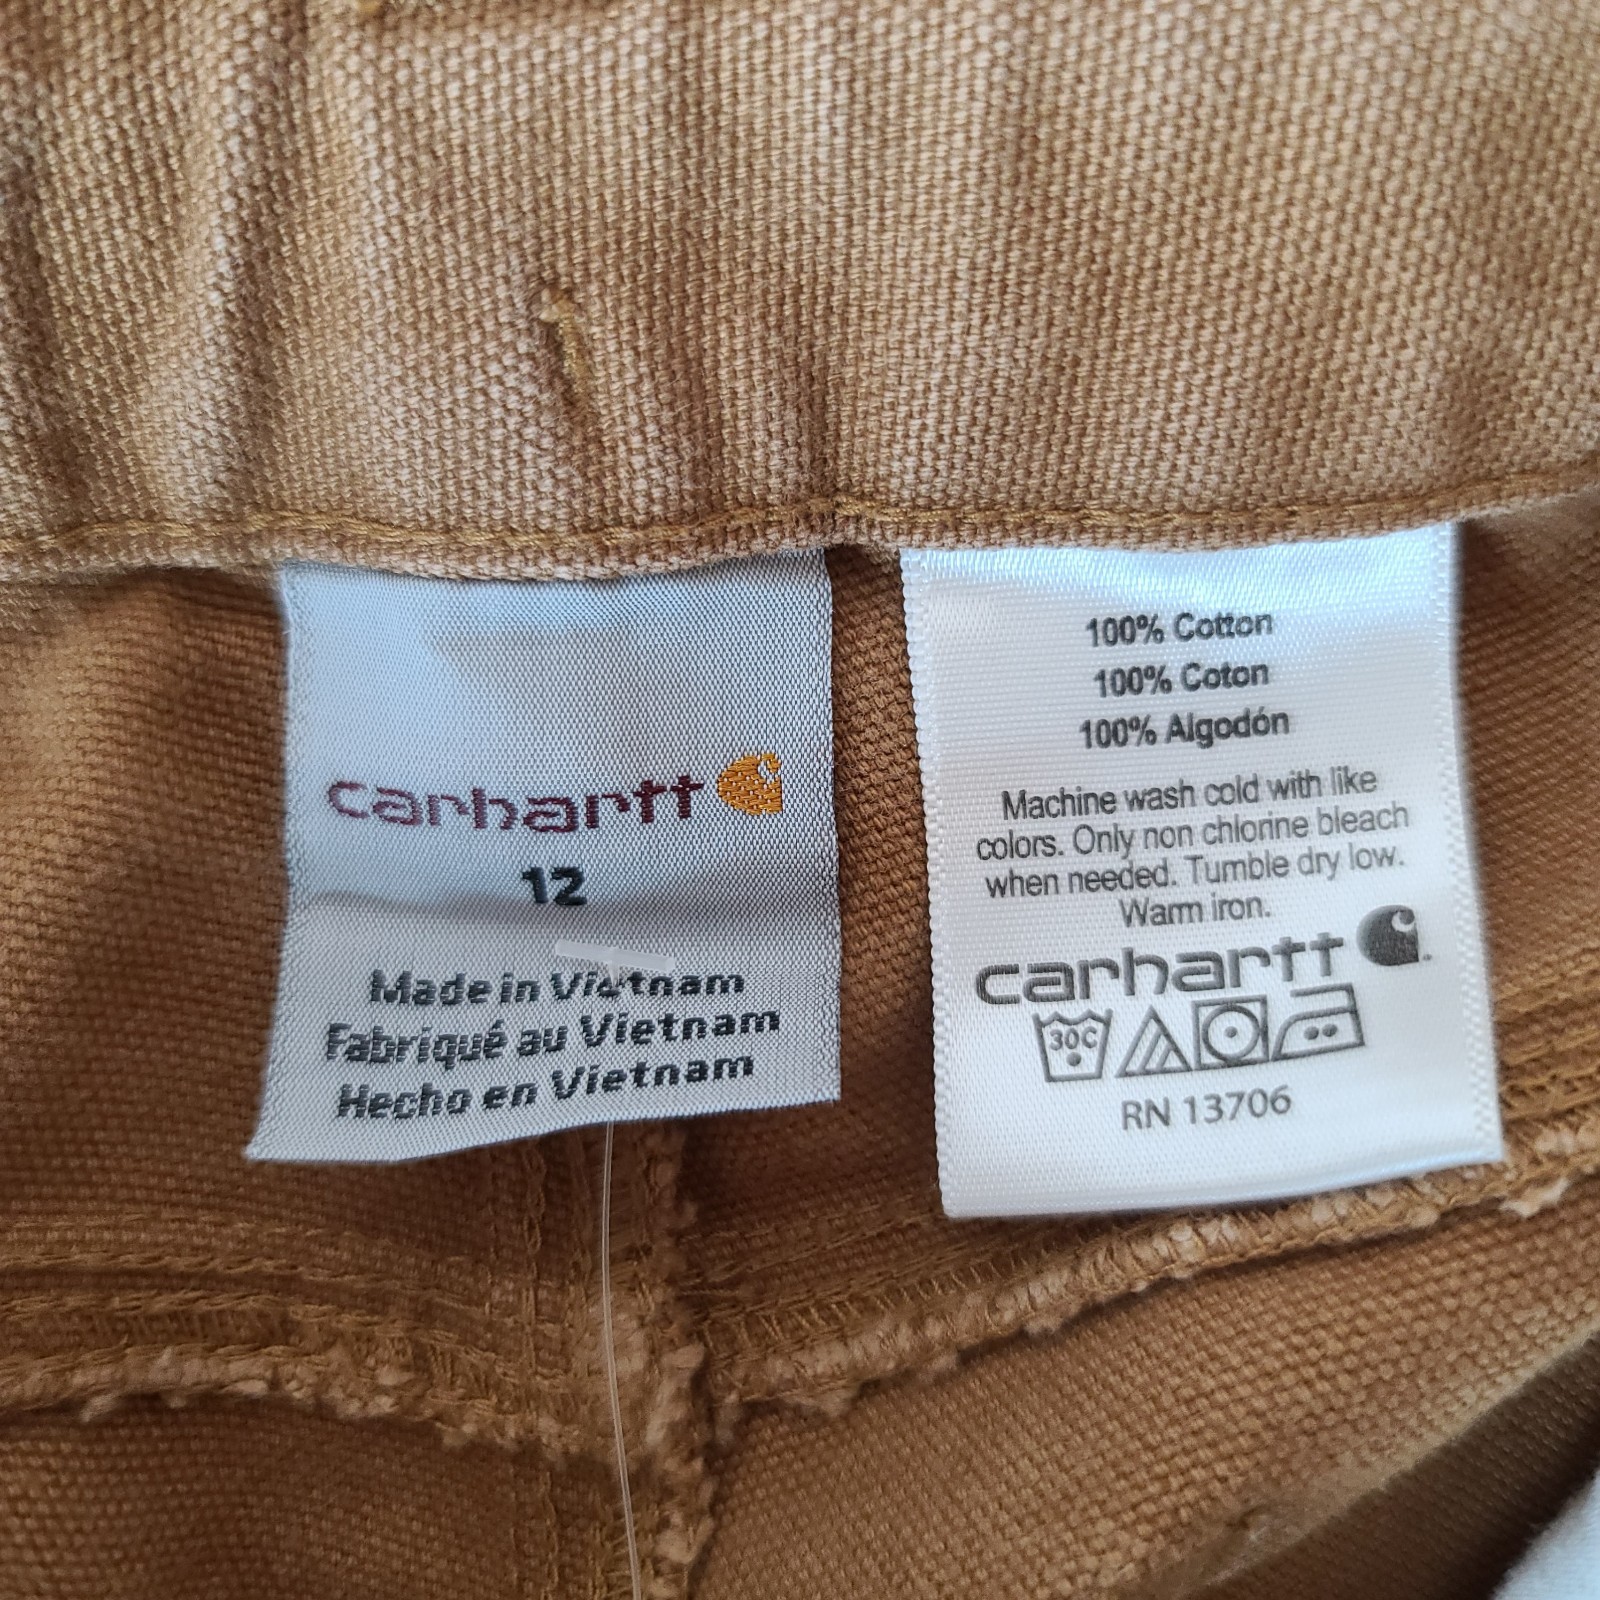 carhartt
12
Made in Vietnam
Fabriqué au Vietnam
Hecho en Vietnam
100% Cotton
100% Coton
100% Algodón
Machine wash cold with like
colors. Only non chlorine bleach
when needed. Tumble dry low.
Warm iron.
carhartt
30C
RN 13706